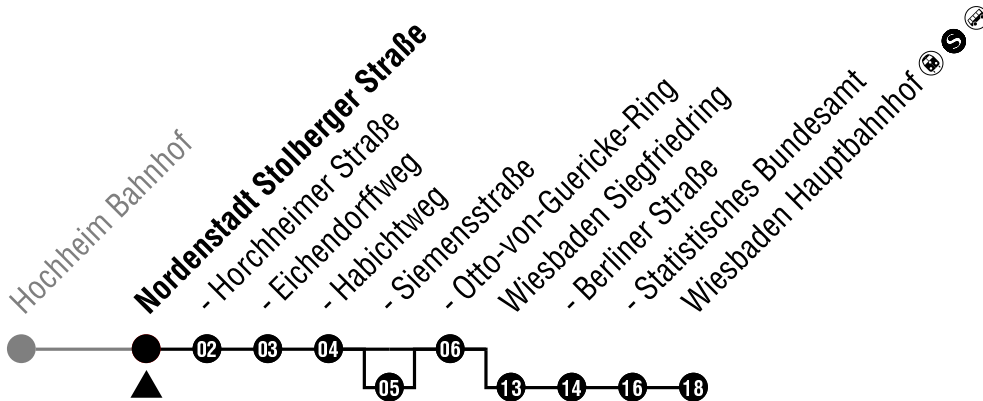 Hochheim Bahnhof
Nordenstadt Stolberger Straße
- Horchheimer Straße
- Eichendorffweg
- Habichtweg
- Siemensstraße
- Otto-von-Guericke-Ring
Wiesbaden Siegfriedring
- Berliner Straße
- Statistisches Bundesamt
Wiesbaden Hauptbahnhof S
02 03 04 06
05 13 14 16 18